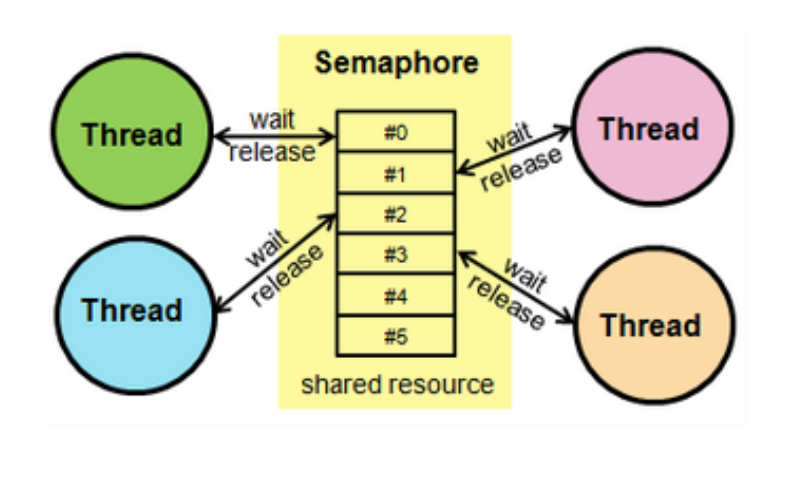 Semaphore
Thread
wait
release
#0
#1
#2
#3
#4
#5
wait
release
Thread
Thread
wait
release
wait
release
Thread
shared resource